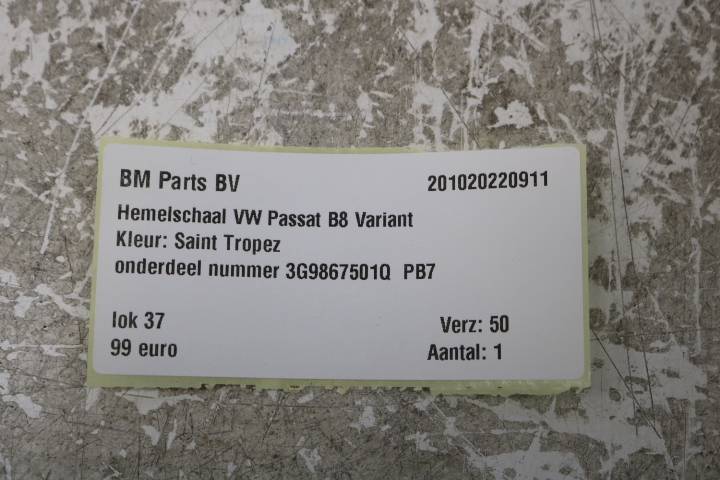 BM Parts BV 201020220911
Hemelschaal VW Passat B8 Variant
Kleur: Saint Tropez
onderdeel nummer 3G9867501Q PB7
lok 37 Verz: 50
99 euro Aantal: 1